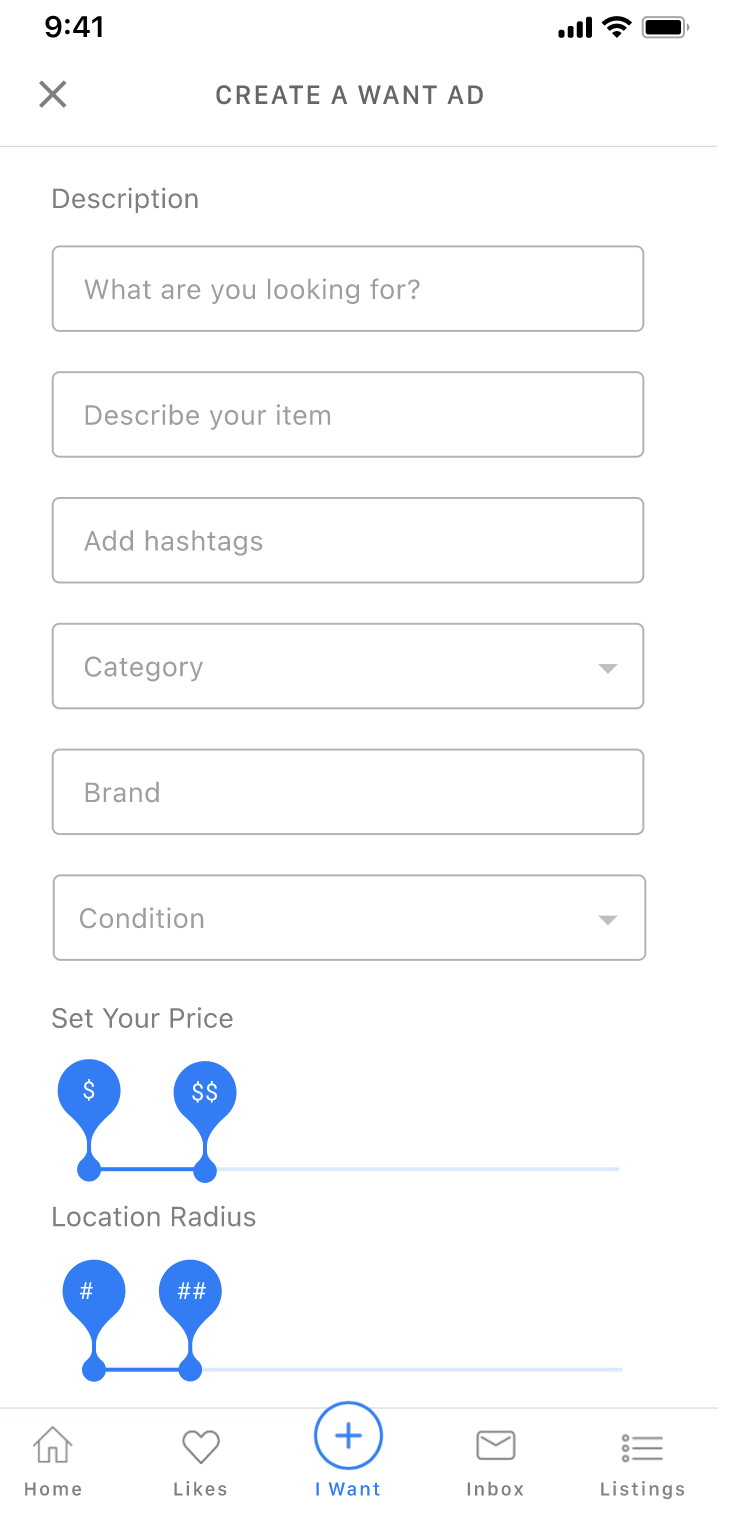 9:41
CREATE A WANT AD
Description
What are you looking for?
Describe your item
Add hashtags
Category
Brand
Condition
Set Your Price
$ $$
Location Radius
# ##
Home Likes I Want Inbox Listings